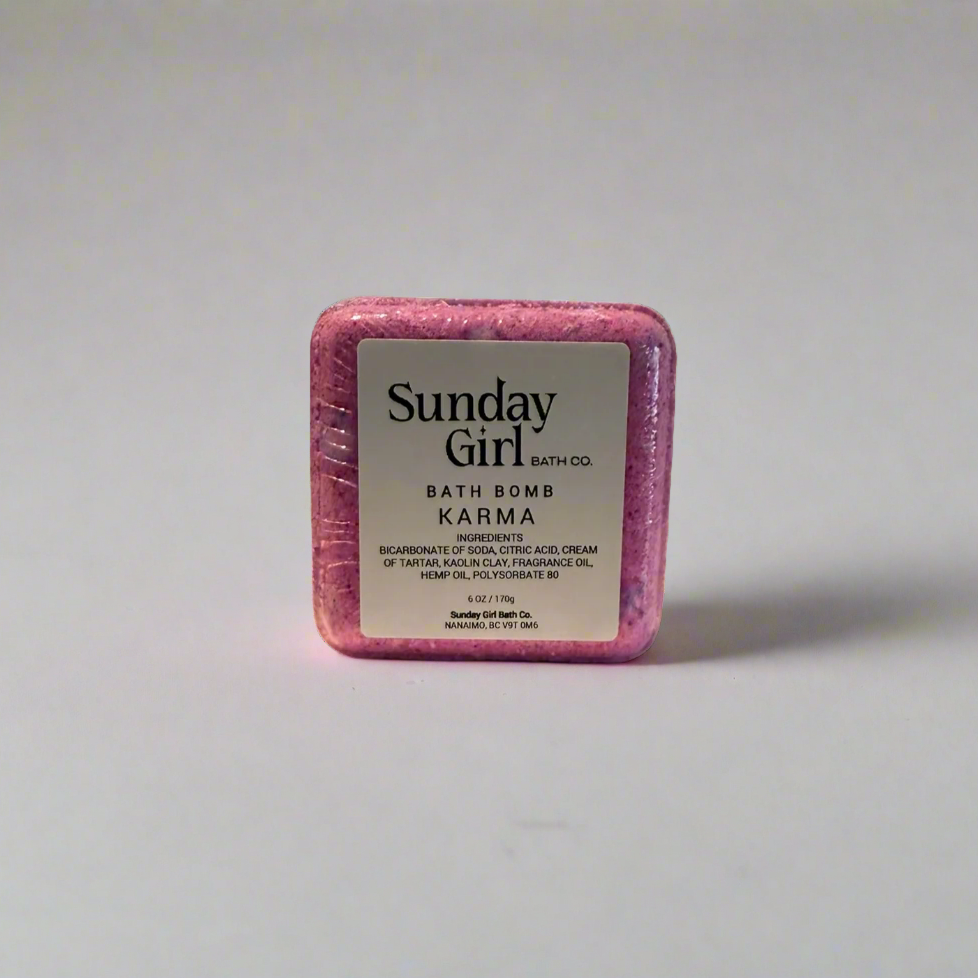 Sunday
Girl BATH CO.
BATH BOMB
KARMA
INGREDIENTS
BICARBONATE OF SODA, CITRIC ACID, CREAM
OF TARTAR, KAOLIN CLAY, FRAGRANCE OIL,
HEMP OIL, POLYSORBATE 80
6 OZ / 170g
Sunday Girl Bath Co.
NANAIMO, BC V9T 0M6